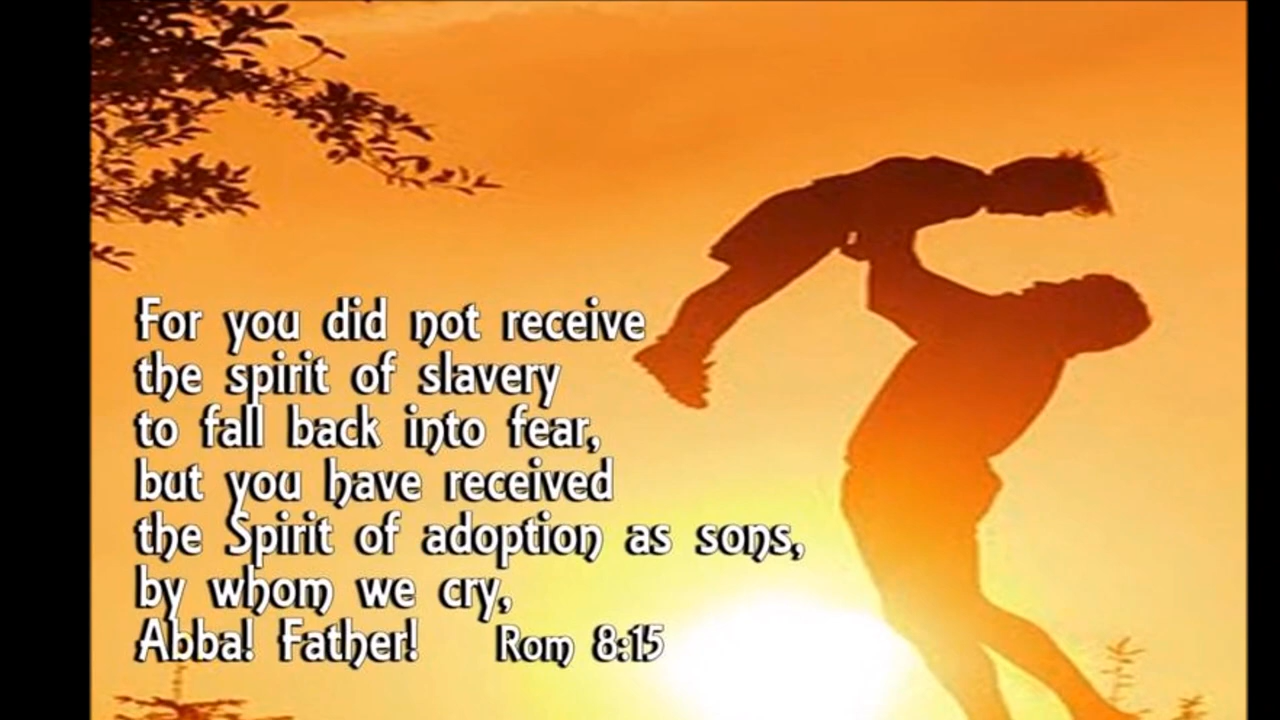 For you did not receive
the spirit of slavery
to fall back into fear,
but you have received
the Spirit of adoption as sons,
by whom we cry,
Abba! Father! Rom 8:15